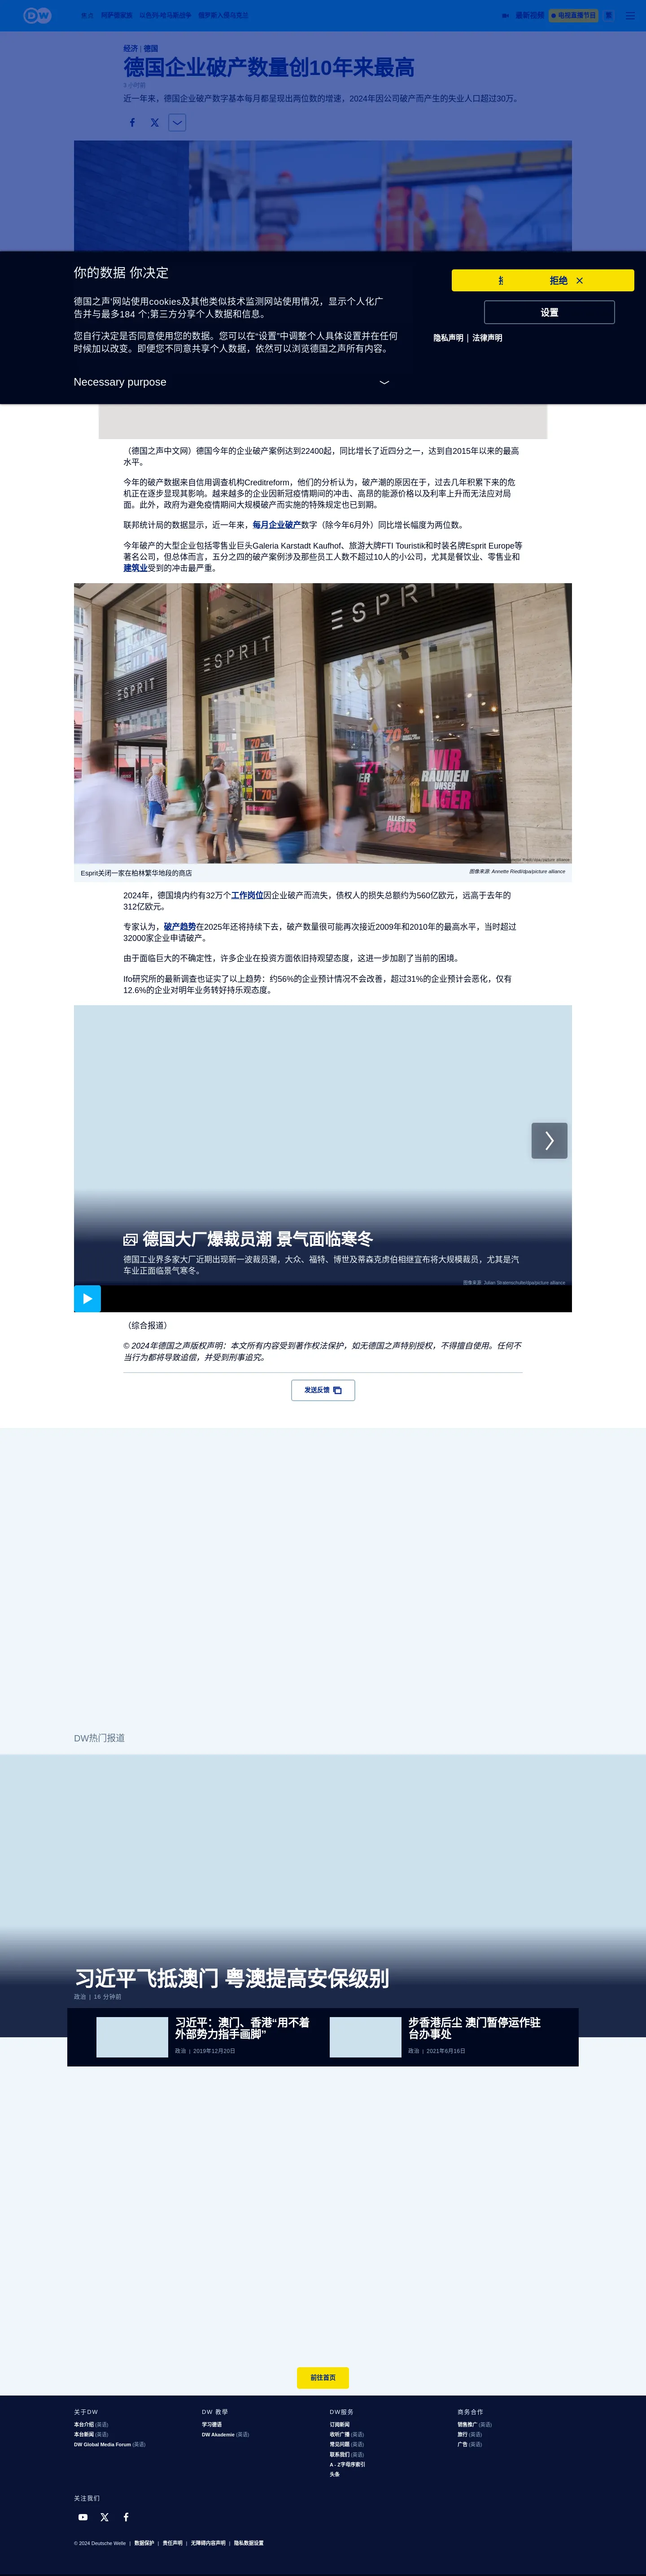 DW
焦点
阿萨德家族
以色列-哈马斯战争
俄罗斯入侵乌克兰
最新视频
电视直播节目
繁
经济 | 德国
德国企业破产数量创10年来最高
近一年来，德国企业破产数字基本每月都呈现出两位数的增速，2024年因公司破产而产生的失业人口超过30万。
你的数据 你决定
德国之声'网站使用cookies及其他类似技术监测网站使用情况，显示个人化广
告并与最多184 个;第三方分享个人数据和信息。
您自行决定是否同意使用您的数据。您可以在“设置”中调整个人具体设置并在任何
时候加以改变。即便您不同意共享个人数据，依然可以浏览德国之声所有内容。
Necessary purpose
拒绝
设置
隐私声明 | 法律声明
（德国之声中文网）德国今年的企业破产案例达到22400起，同比增长了近四分之一，达到自2015年以来的最高
水平。
今年的破产数据来自信用调查机构Creditreform，他们的分析认为，破产潮的原因在于，过去几年积累下来的危
机正在逐步显现其影响。越来越多的企业因新冠疫情期间的冲击、高昂的能源价格以及利率上升而无法应对局
面。此外，政府为避免疫情期间大规模破产而实施的特殊规定也已到期。
联邦统计局的数据显示，近一年来，每月企业破产数字（除今年6月外）同比增长幅度为两位数。
今年破产的大型企业包括零售业巨头Galeria Karstadt Kaufhof、旅游大牌FTI Touristik和时装名牌Esprit Europe等
著名公司，但总体而言，五分之四的破产案例涉及那些员工人数不超过10人的小公司，尤其是餐饮业、零售业和
建筑业受到的冲击最严重。
ESPRIT
ESPRIT
ESPRIT
70%
70%
WIR
RÄUMEN
UNSER
LAGER
ALLES MUSS
RAUS
Esprit关闭一家在柏林繁华地段的商店
图像来源: Annette Riedl/dpa/picture alliance
2024年，德国境内约有32万个工作岗位因企业破产而流失，债权人的损失总额约为560亿欧元，远高于去年的
312亿欧元。
专家认为，破产趋势在2025年还将持续下去，破产数量很可能再次接近2009年和2010年的最高水平，当时超过
32000家企业申请破产。
由于面临巨大的不确定性，许多企业在投资方面依旧持观望态度，这进一步加剧了当前的困境。
Ifo研究所的最新调查也证实了以上趋势：约56%的企业预计情况不会改善，超过31%的企业预计会恶化，仅有
12.6%的企业对明年业务转好持乐观态度。
德国大厂爆裁员潮 景气面临寒冬
德国工业界多家大厂近期出现新一波裁员潮，大众、福特、博世及蒂森克虏伯相继宣布将大规模裁员，尤其是汽
车业正面临景气寒冬。
图像来源: Julian Stratenschulte/dpa/picture alliance
（综合报道）
© 2024年德国之声版权声明：本文所有内容受到著作权法保护，如无德国之声特别授权，不得擅自使用。任何不
当行为都将导致追偿，并受到刑事追究。
发送反馈
DW热门报道
习近平飞抵澳门 粤澳提高安保级别
政治 | 16 分钟前
习近平：澳门、香港“用不着
外部势力指手画脚”
政治 | 2019年12月20日
步香港后尘 澳门暂停运作驻
台办事处
政治 | 2021年6月16日
前往首页
关于DW
本台介绍 (英语)
本台新闻 (英语)
DW Global Media Forum (英语)
DW 教学
学习德语
DW Akademie (英语)
DW服务
订阅新闻
收听广播 (英语)
常见问题 (英语)
联系我们 (英语)
A - Z字母序索引
头条
商务合作
销售推广 (英语)
旅行 (英语)
广告 (英语)
关注我们
© 2024 Deutsche Welle | 数据保护 | 责任声明 | 无障碍内容声明 | 隐私数据设置